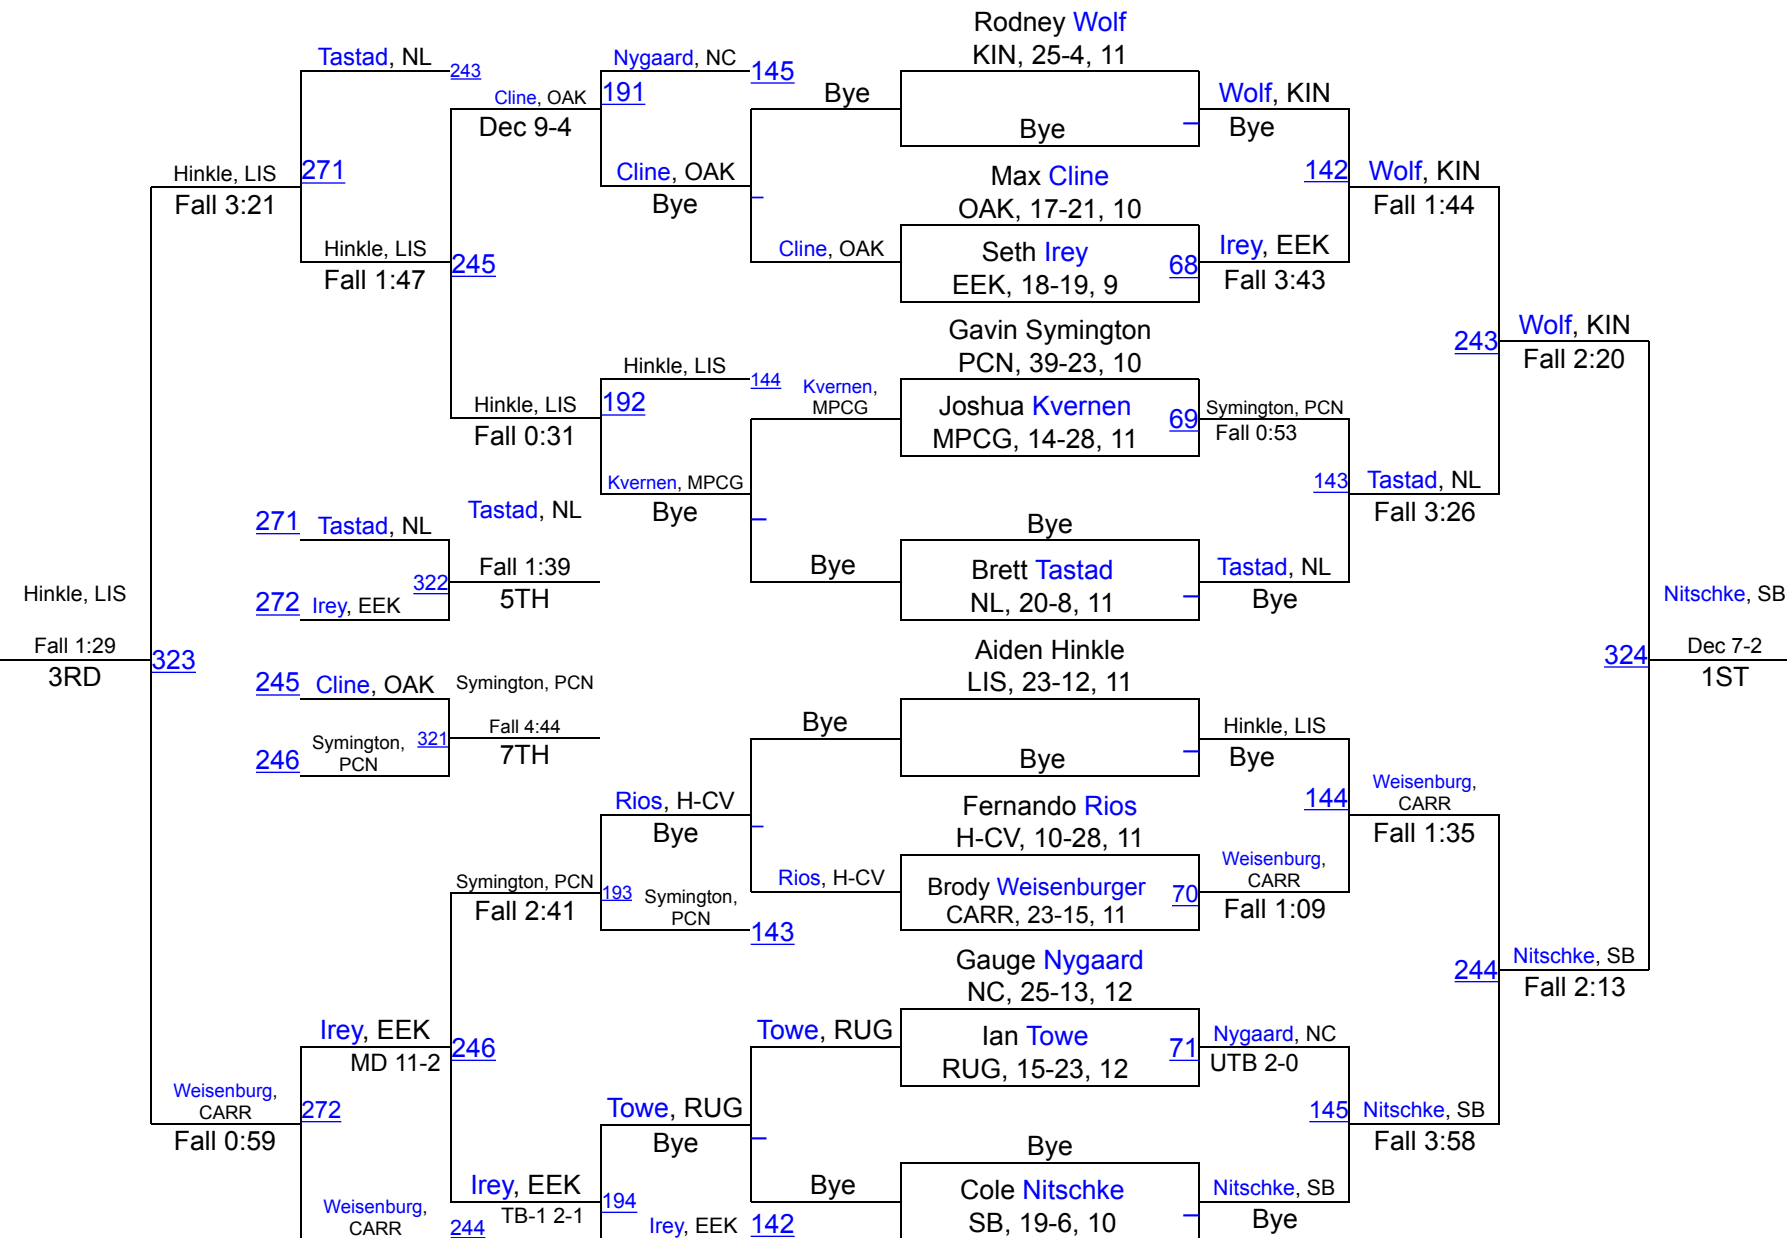 Rodney Wolf
KIN, 25-4, 11
Tastad, NL
243
Nygaard, NC
145
Cline, OAK
191
Dec 9-4
Bye
Bye
Wolf, KIN
Bye
Hinkle, LIS
271
Fall 3:21
Cline, OAK
Bye
Max Cline
OAK, 17-21, 10
142
Wolf, KIN
Fall 1:44
Hinkle, LIS
245
Fall 1:47
Cline, OAK
Seth Irey
EEK, 18-19, 9
68
Irey, EEK
Fall 3:43
Gavin Symington
PCN, 39-23, 10
243
Wolf, KIN
Fall 2:20
Hinkle, LIS
144
Kvernen,
MPCG
Hinkle, LIS
192
Fall 0:31
Joshua Kvernen
MPCG, 14-28, 11
69
Symington, PCN
Fall 0:53
Kvernen, MPCG
Bye
143
Tastad, NL
Fall 3:26
271
Tastad, NL
Tastad, NL
Bye
322
Fall 1:39
5TH
Bye
Brett Tastad
NL, 20-8, 11
Tastad, NL
Bye
272
Irey, EEK
Hinkle, LIS
Fall 1:29
3RD
323
Nitschke, SB
324
Dec 7-2
1ST
Aiden Hinkle
LIS, 23-12, 11
245
Cline, OAK
Symington, PCN
Symington,
PCN
321
246
Fall 4:44
7TH
Bye
Bye
Hinkle, LIS
Bye
Rios, H-CV
Bye
Fernando Rios
H-CV, 10-28, 11
144
Weisenburg,
CARR
Fall 1:35
Symington, PCN
193
Fall 2:41
Symington,
PCN
143
Rios, H-CV
Brody Weisenburger
CARR, 23-15, 11
70
Weisenburg,
CARR
Fall 1:09
Gauge Nygaard
NC, 25-13, 12
244
Nitschke, SB
Fall 2:13
Irey, EEK
246
MD 11-2
Towe, RUG
Ian Towe
RUG, 15-23, 12
71
Nygaard, NC
UTB 2-0
Weisenburg,
CARR
272
Fall 0:59
Towe, RUG
Bye
145
Nitschke, SB
Fall 3:58
Bye
Irey, EEK
194
TB-1 2-1
Bye
Cole Nitschke
SB, 19-6, 10
Nitschke, SB
Bye
Weisenburg,
CARR
244
Irey, EEK
142